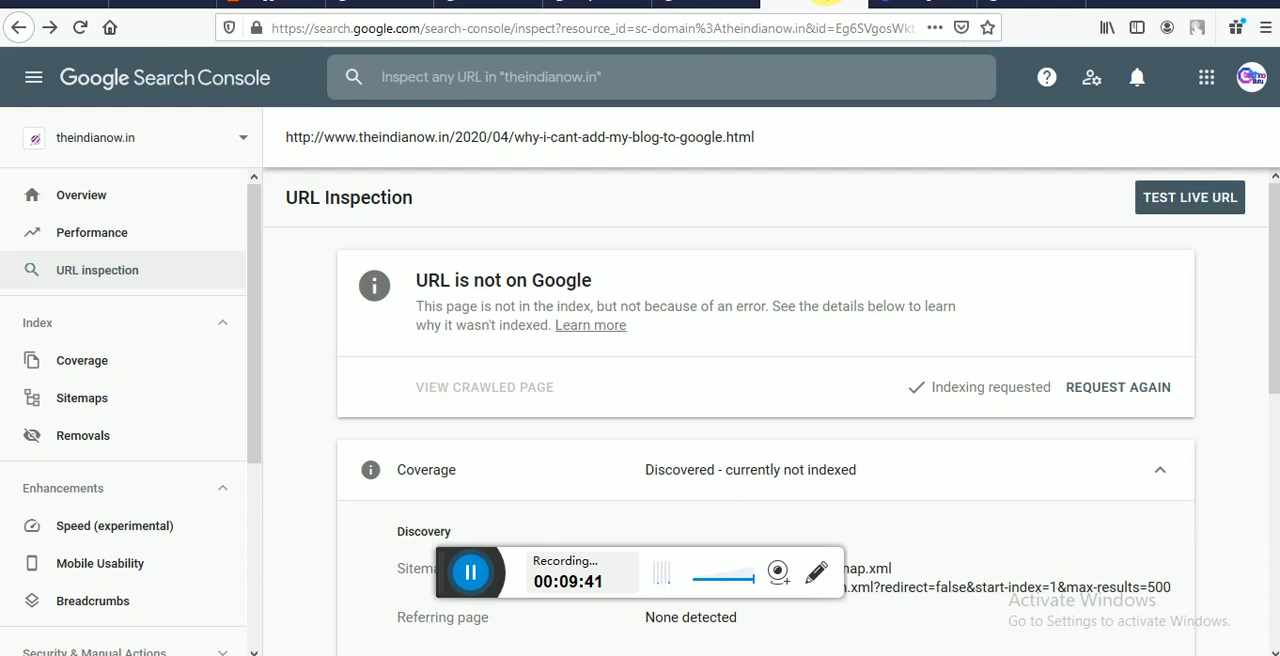 https://search.google.com/search-console/inspect?resource_id=sc-domain%3Atheindianow.in&id=Eg6SVgosWkt
Google Search Console
Inspect any URL in "theindianow.in"
theindianow.in
http://www.theindianow.in/2020/04/why-i-cant-add-my-blog-to-google.html
Overview
Performance
URL inspection
Index
Coverage
Sitemaps
Removals
Enhancements
Speed (experimental)
Mobile Usability
Breadcrumbs
Security & Manual Actions
URL Inspection
TEST LIVE URL
URL is not on Google
This page is not in the index, but not because of an error. See the details below to learn
why it wasn't indexed. Learn more
VIEW CRAWLED PAGE
Indexing requested
REQUEST AGAIN
Coverage
Discovered - currently not indexed
Discovery
Recording...
00:09:41
.xml?redirect=false&start-index=1&max-results=500
Referring page
None detected
Activate Windows
Go to Settings to activate Windows.